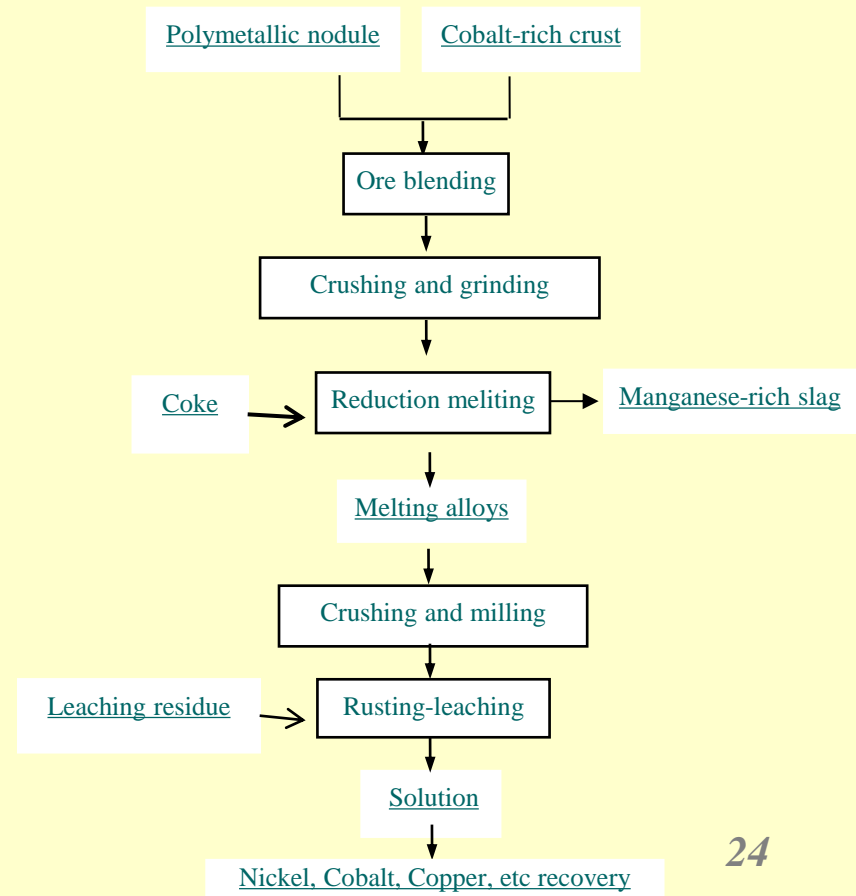 Polymetallic nodule
Cobalt-rich crust
Ore blending
Crushing and grinding
Coke
Reduction meliting
Manganese-rich slag
Melting alloys
Crushing and milling
Leaching residue
Rusting-leaching
Solution
Nickel, Cobalt, Copper, etc recovery
24